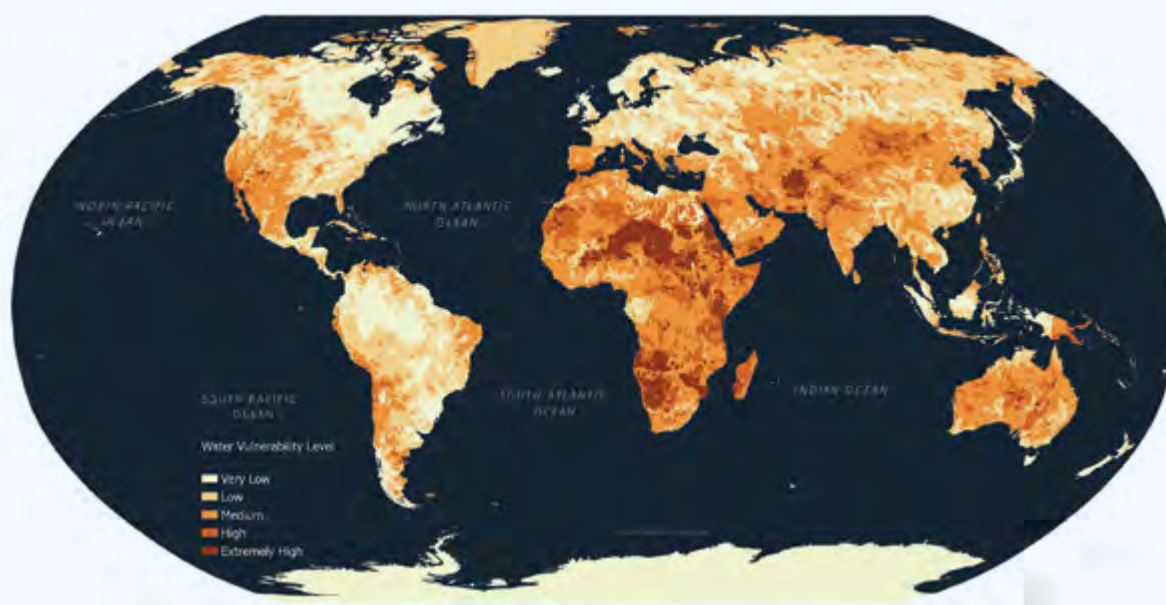 NORTH PACIFIC
OCEAN
NORTH ATLANTIC
OCEAN
SOUTH PACIFIC
OCEAN
SOUTH ATLANTIC
OCEAN
INDIAN OCEAN
Water Vulnerability Level
Very Low
Low
Medium
High
Extremely High